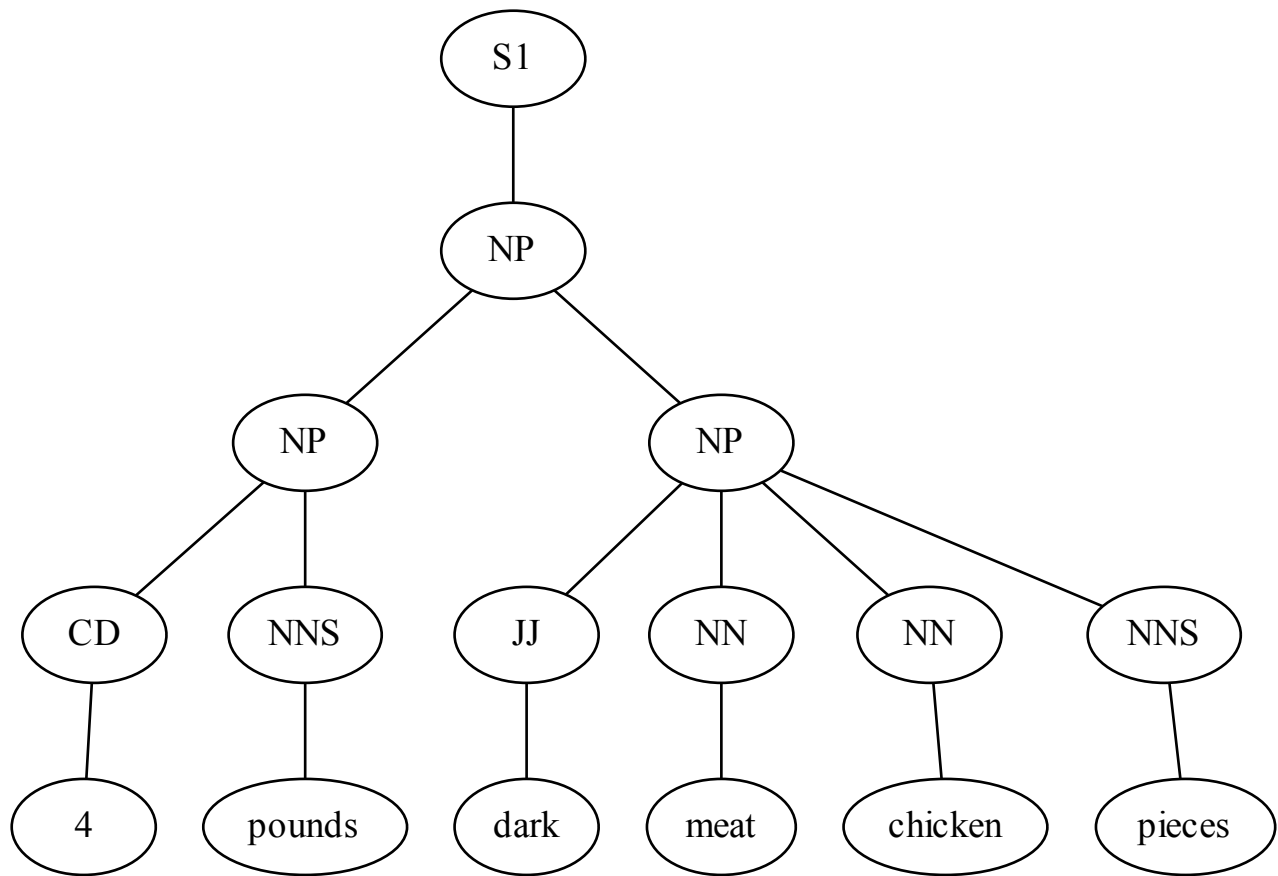 S1
NP
NP NP
CD NNS JJ NN NN NNS
4 pounds dark meat chicken pieces